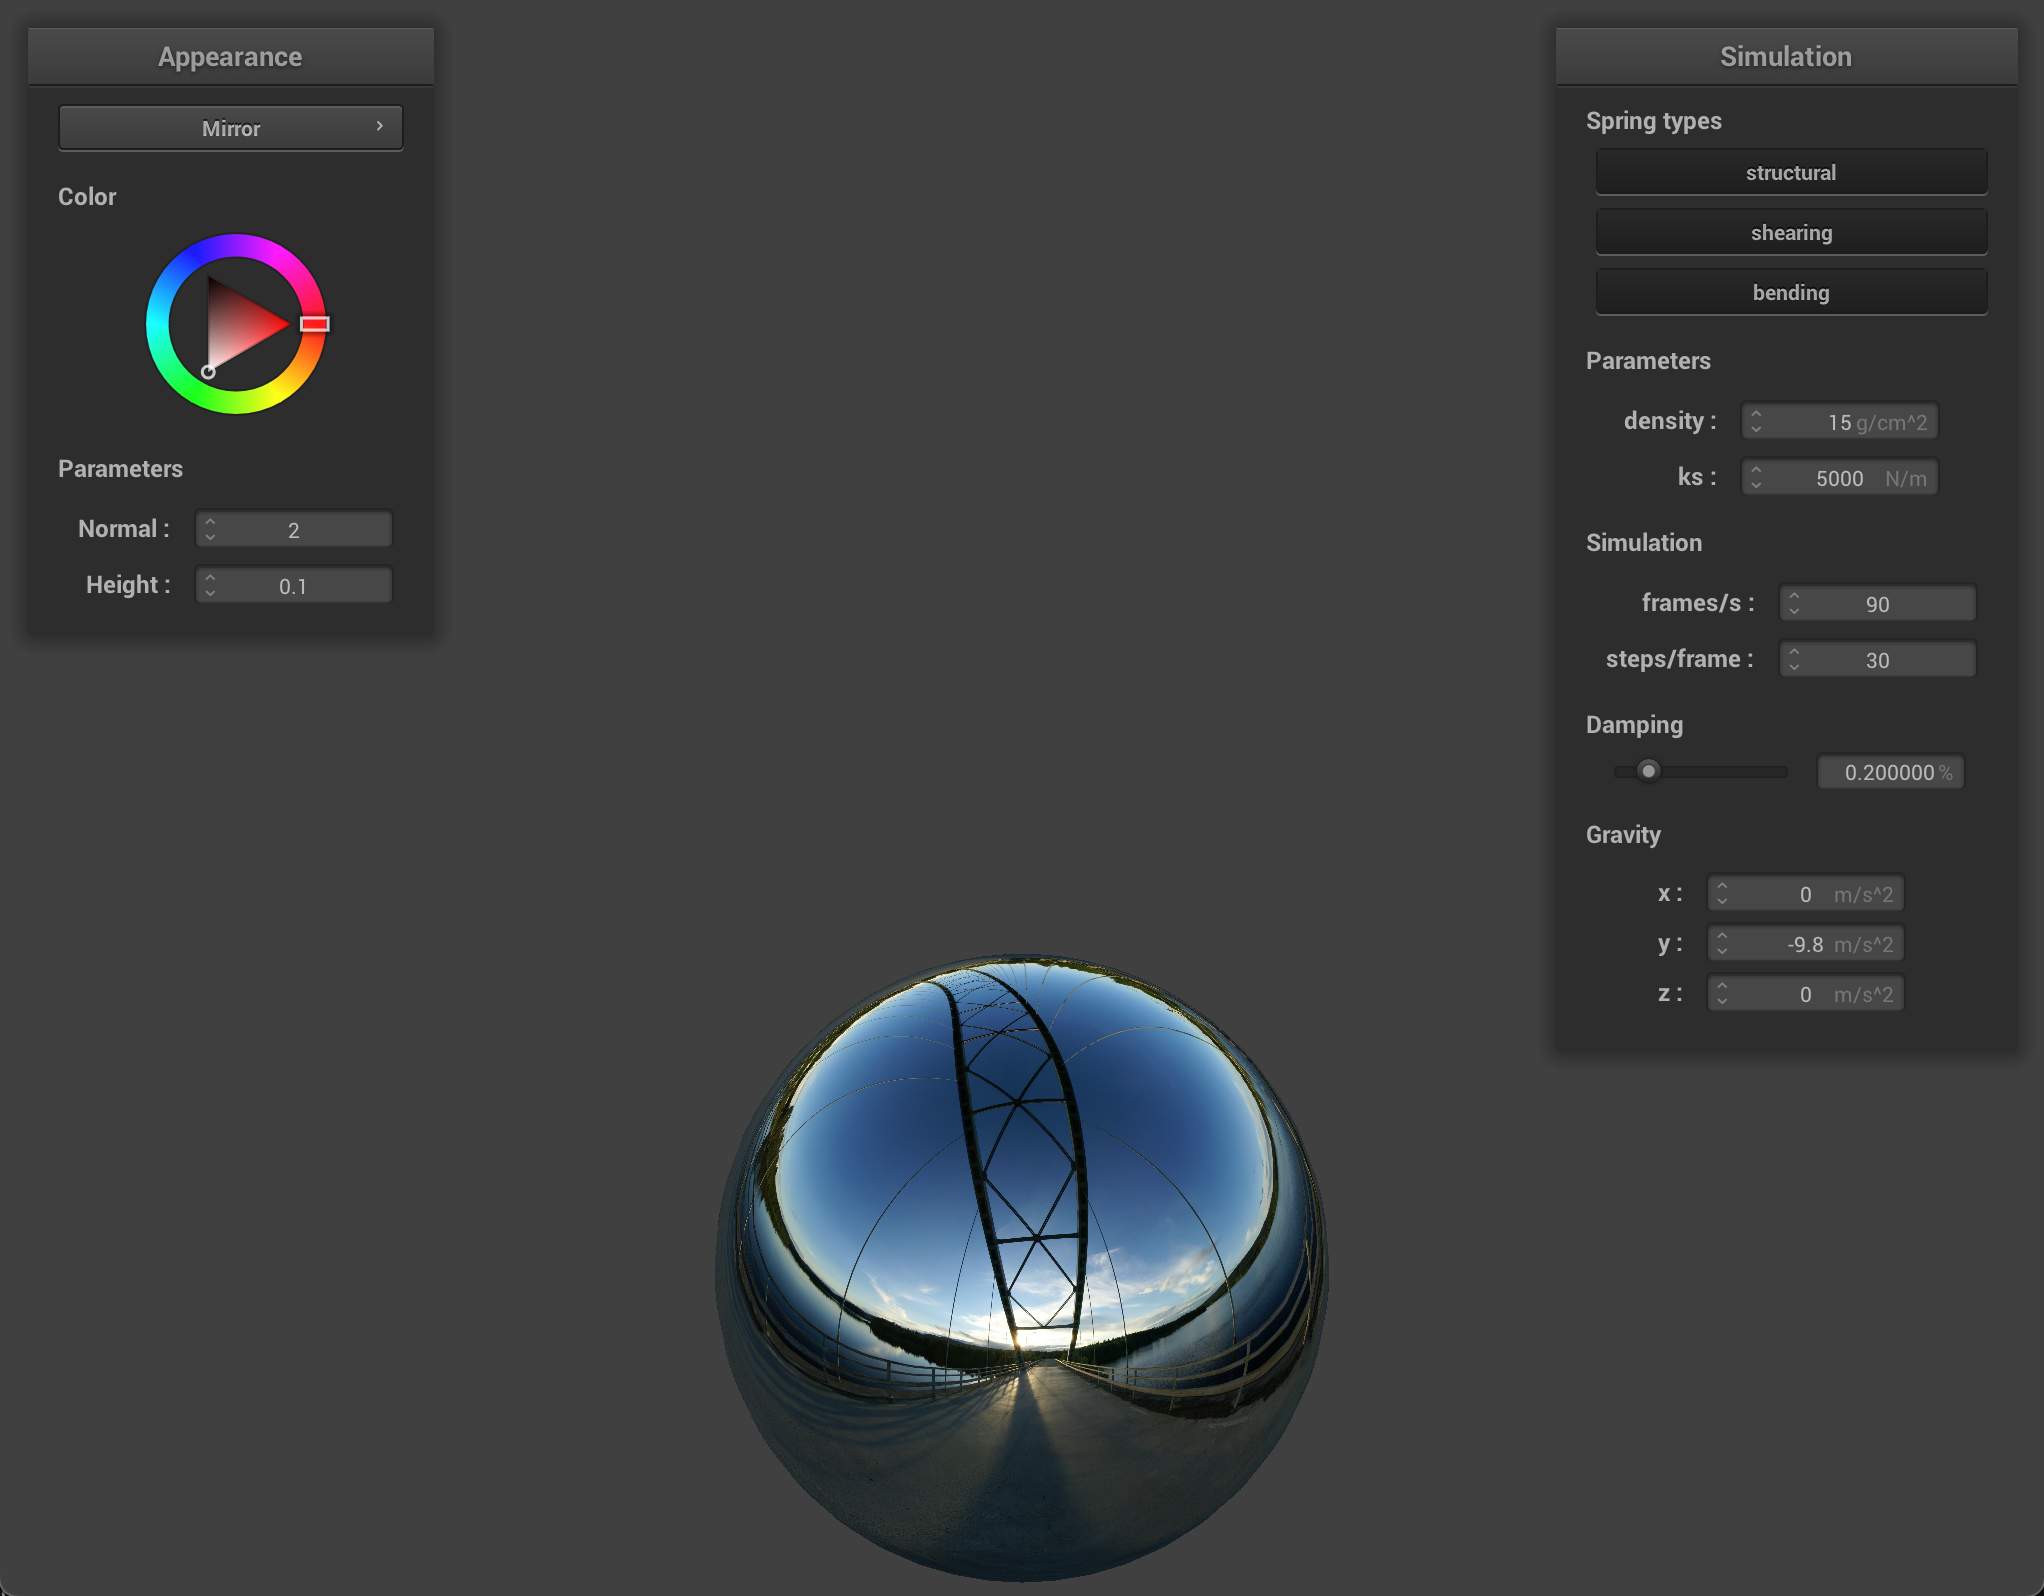 Appearance
Mirror
Color
Parameters
Normal : 2
Height : 0.1
Simulation
Spring types
structural
shearing
bending
Parameters
density : 15 g/cm^2
ks : 5000 N/m
Simulation
frames/s : 90
steps/frame : 30
Damping
0.200000 %
Gravity
x : 0 m/s^2
y : -9.8 m/s^2
z : 0 m/s^2